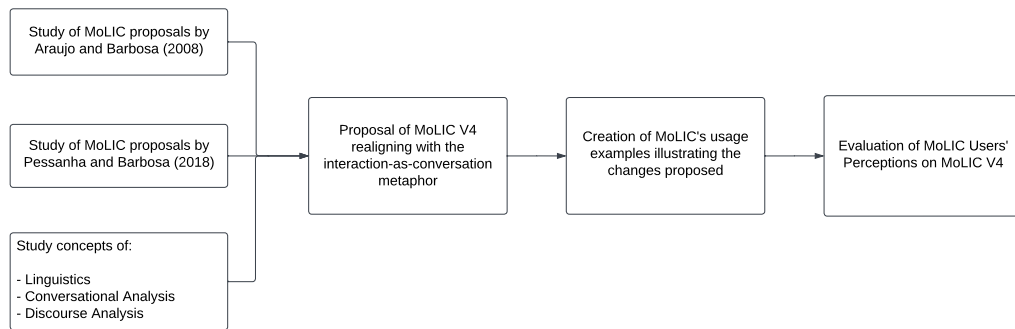 Study of MoLIC proposals by
Araujo and Barbosa (2008)
Study of MoLIC proposals by
Pessanha and Barbosa (2018)
Study concepts of:
- Linguistics
- Conversational Analysis
- Discourse Analysis
Proposal of MoLIC V4
realigning with the
interaction-as-conversation
metaphor
Creation of MoLIC's usage
examples illustrating the
changes proposed
Evaluation of MoLIC Users'
Perceptions on MoLIC V4